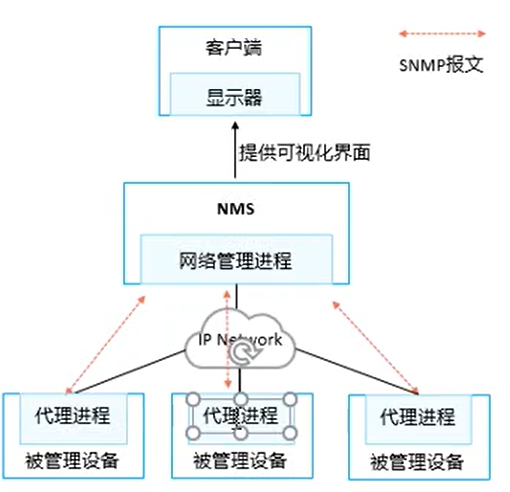 客户端
显示器
SNMP报文
提供可视化界面
NMS
网络管理进程
IP Network
代理进程
被管理设备
代理进程
被管理设备
代理进程
被管理设备